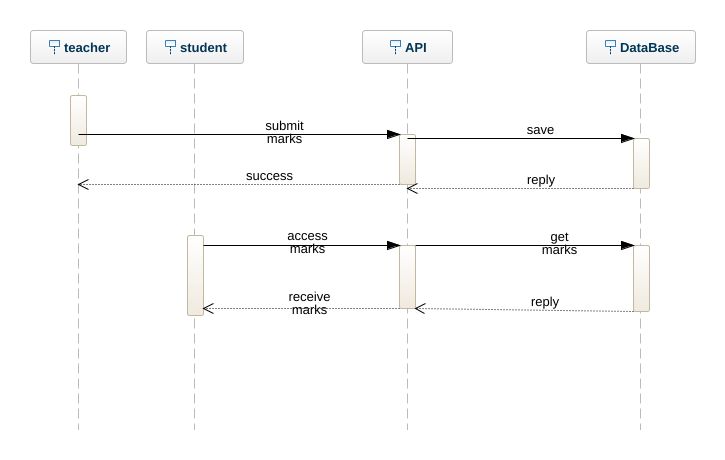 teacher
student
API
DataBase
submit
marks
save
success
reply
access
marks
get
marks
receive
marks
reply